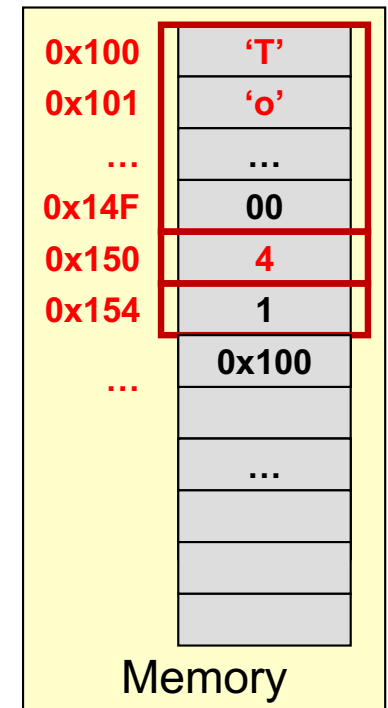 0x100 ‘T’
0x101 ‘o’
… …
0x14F 00
0x150 4
0x154 1
0x100
…
…
Memory